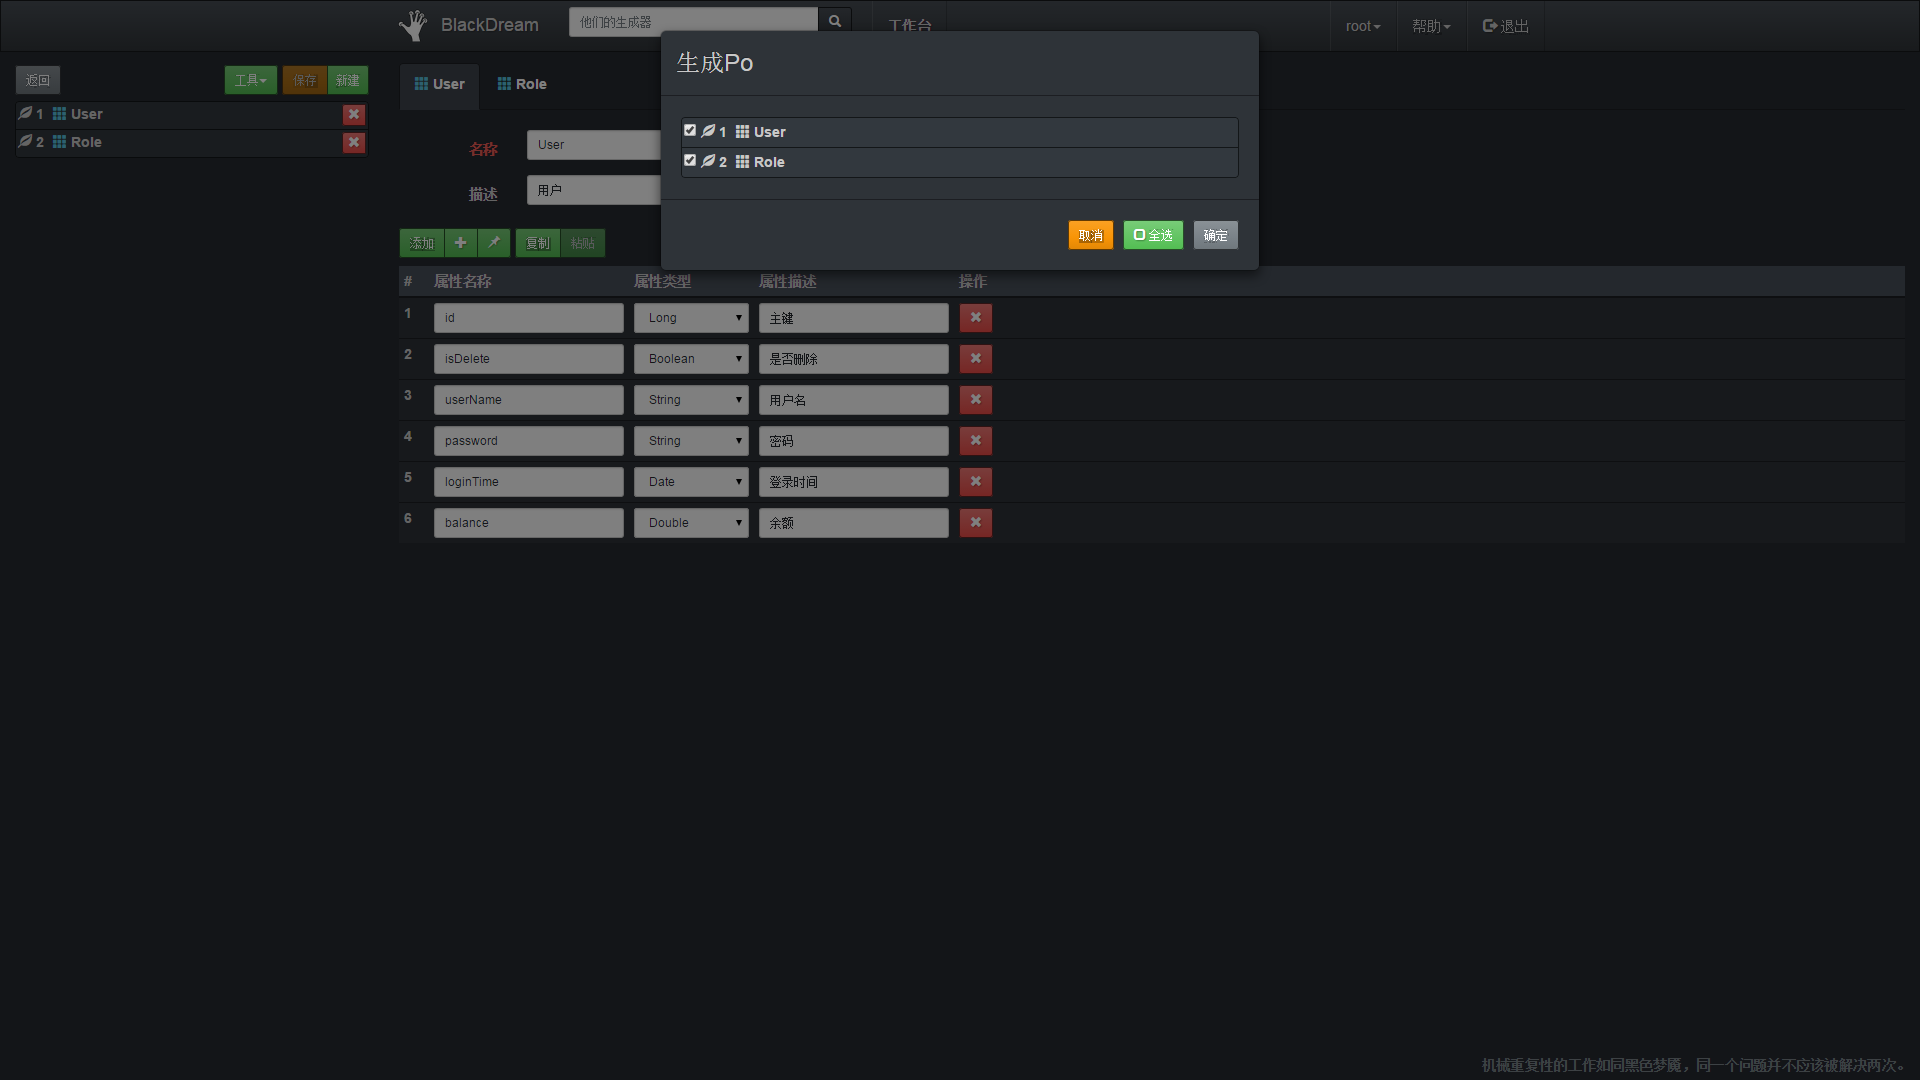 BlackDream
他们的生成器
工作台
root
帮助
退出
返回
工具
保存
新建
1 User
2 Role
User
Role
名称
User
描述
用户
生成Po
1 User
2 Role
取消
全选
确定
添加
复制
粘贴
# 属性名称 属性类型 属性描述 操作
1 id Long 主键
2 isDelete Boolean 是否删除
3 userName String 用户名
4 password String 密码
5 loginTime Date 登录时间
6 balance Double 余额
机械重复性的工作如同黑色梦魇，同一个问题并不应该被解决两次。